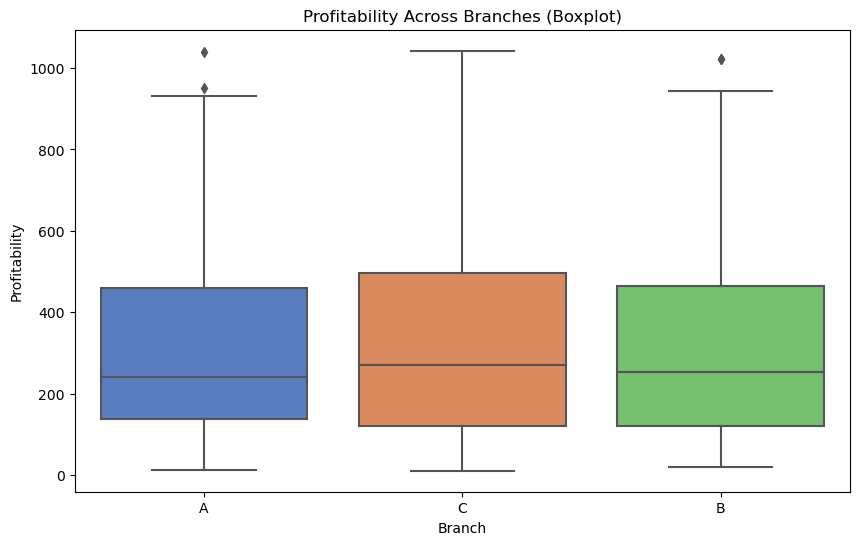 Profitability Across Branches (Boxplot)
1000
800
600
400
200
0
Profitability
A
C
B
Branch